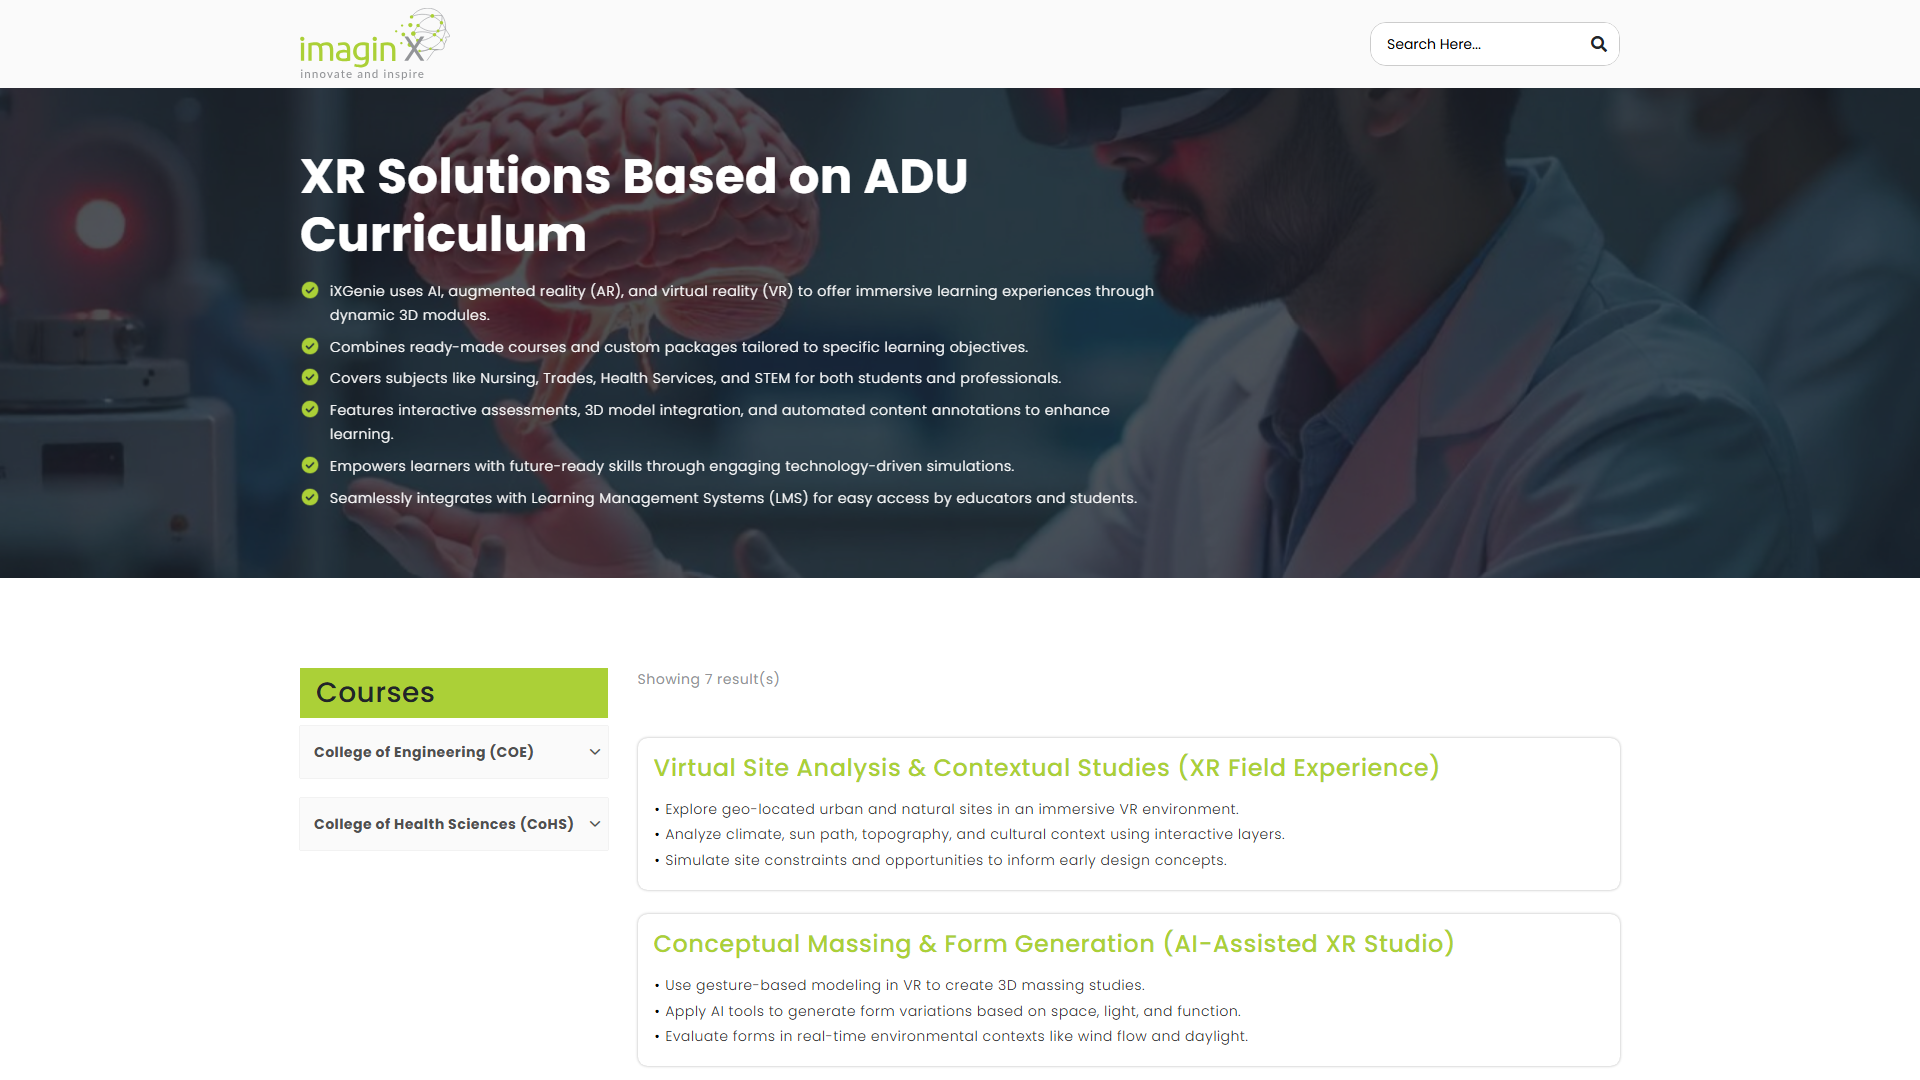 imagin X
innovate and inspire
Search Here...
XR Solutions Based on ADU
Curriculum
iXGenie uses AI, augmented reality (AR), and virtual reality (VR) to offer immersive learning experiences through
dynamic 3D modules.
Combines ready-made courses and custom packages tailored to specific learning objectives.
Covers subjects like Nursing, Trades, Health Services, and STEM for both students and professionals.
Features interactive assessments, 3D model integration, and automated content annotations to enhance
learning.
Empowers learners with future-ready skills through engaging technology-driven simulations.
Seamlessly integrates with Learning Management Systems (LMS) for easy access by educators and students.
Courses
College of Engineering (COE)
College of Health Sciences (CoHS)
Showing 7 result(s)
Virtual Site Analysis & Contextual Studies (XR Field Experience)
• Explore geo-located urban and natural sites in an immersive VR environment.
• Analyze climate, sun path, topography, and cultural context using interactive layers.
• Simulate site constraints and opportunities to inform early design concepts.
Conceptual Massing & Form Generation (AI-Assisted XR Studio)
• Use gesture-based modeling in VR to create 3D massing studies.
• Apply AI tools to generate form variations based on space, light, and function.
• Evaluate forms in real-time environmental contexts like wind flow and daylight.